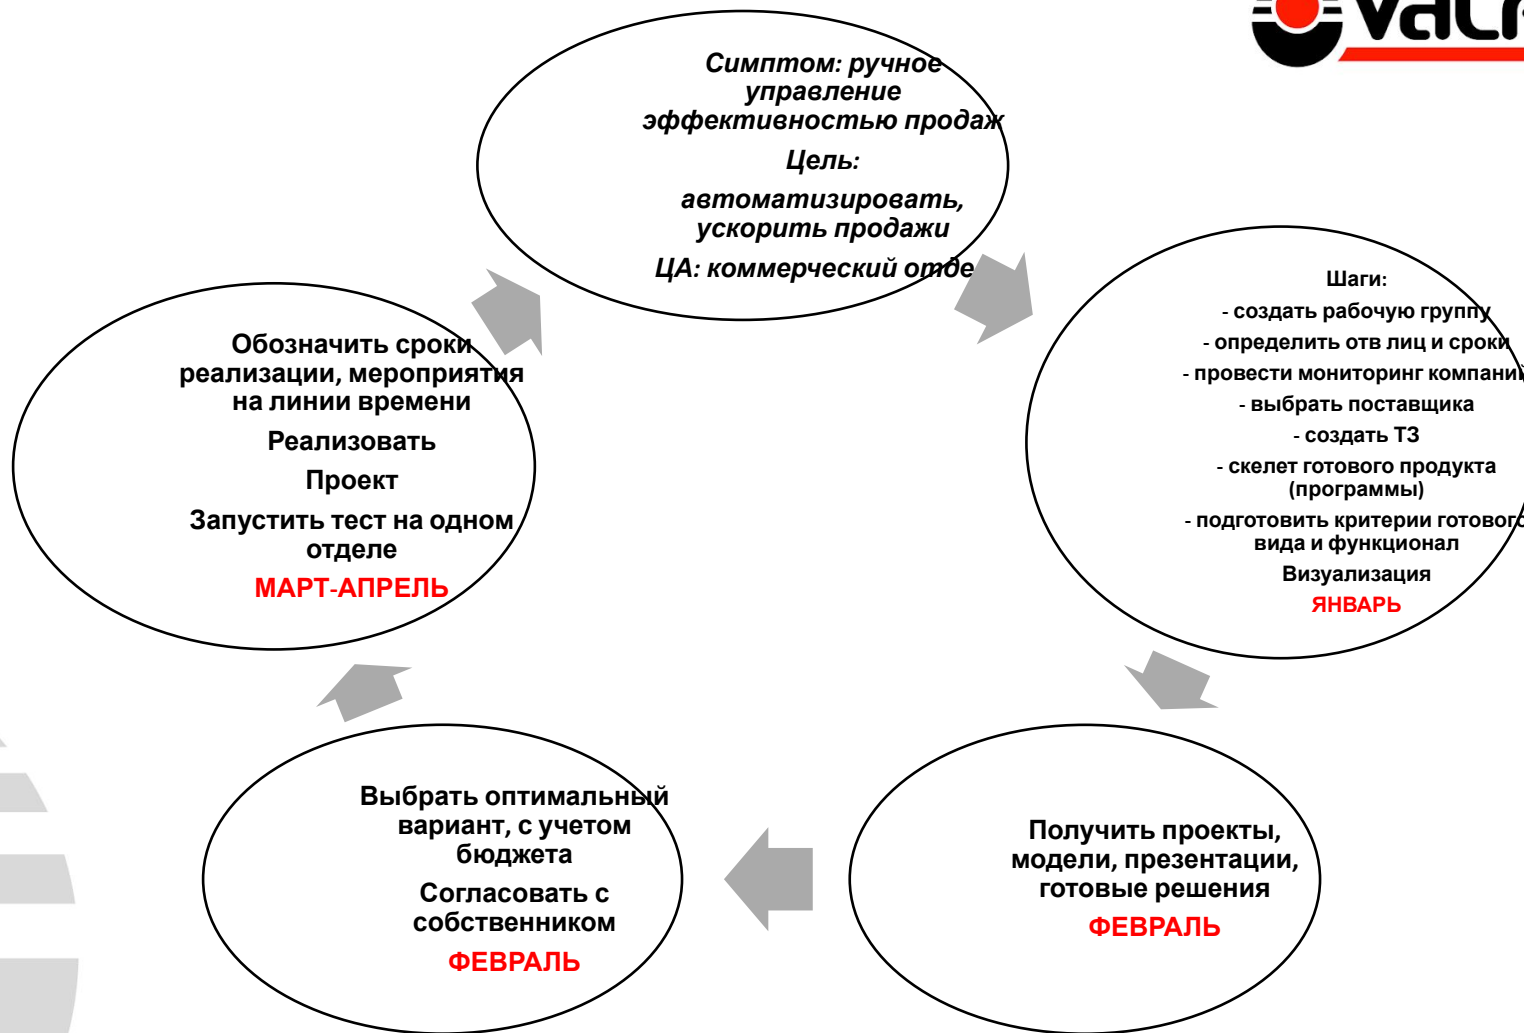 Симптом: ручное
управление
эффективностью продаж
Цель:
автоматизировать,
ускорить продажи
ЦА: коммерческий отде
Шаги:
- создать рабочую группу
- определить отв лиц и сроки
- провести мониторинг компаний
- выбрать поставщика
- создать ТЗ
- скелет готового продукта
(программы)
- подготовить критерии готового
вида и функционал
Визуализация
ЯНВАРЬ
Получить проекты,
модели, презентации,
готовые решения
ФЕВРАЛЬ
Выбрать оптимальный
вариант, с учетом
бюджета
Согласовать с
собственником
ФЕВРАЛЬ
Обозначить сроки
реализации, мероприятия
на линии времени
Реализовать
Проект
Запустить тест на одном
отделе
МАРТ-АПРЕЛЬ